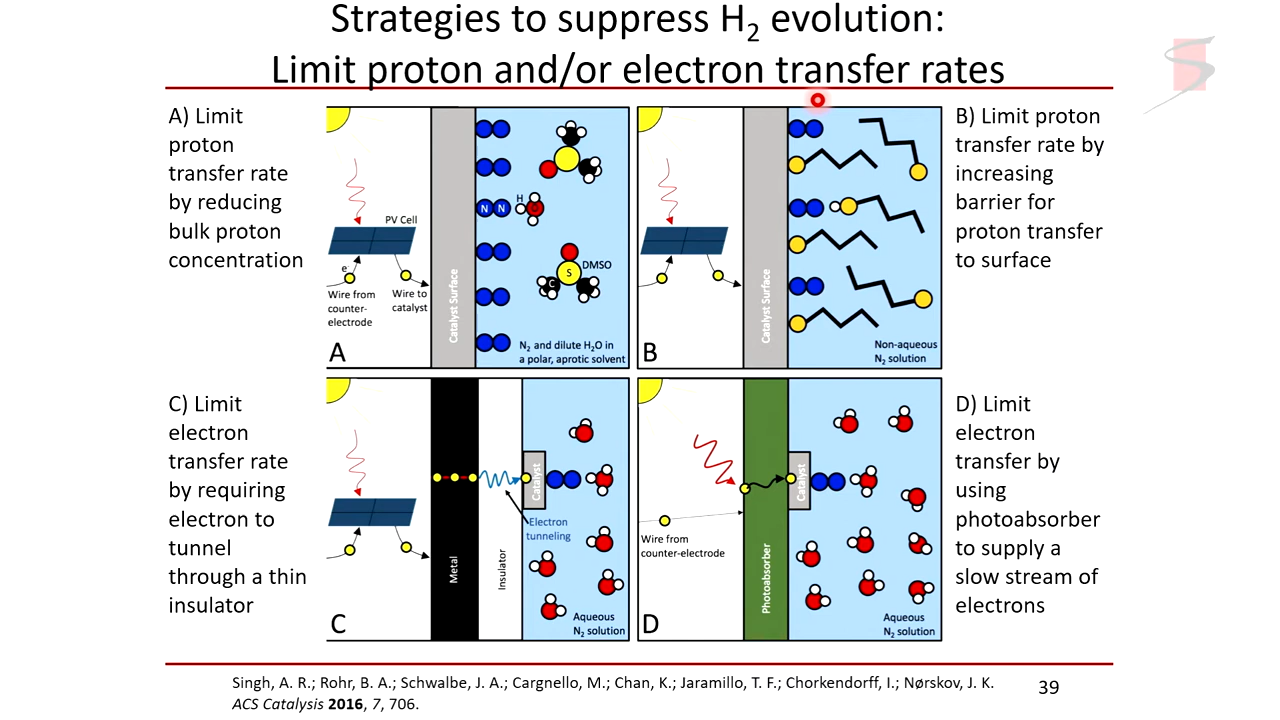 Strategies to suppress H₂ evolution:
Limit proton and/or electron transfer rates
A) Limit
proton
transfer rate
by reducing
bulk proton
concentration
PV Cell
e⁻
Wire from
counter-
electrode
Wire to
catalyst
Catalyst Surface
N N
H
S
C
DMSO
N₂ and dilute H₂O in
a polar, aprotic solvent
A
Catalyst Surface
Non-aqueous
N₂ solution
B
B) Limit proton
transfer rate by
increasing
barrier for
proton transfer
to surface
C) Limit
electron
transfer rate
by requiring
electron to
tunnel
through a thin
insulator
Metal
Insulator
Catalyst
Electron
tunneling
Aqueous
N₂ solution
C
Wire from
counter-electrode
Photoabsorber
Catalyst
Aqueous
N₂ solution
D
D) Limit
electron
transfer by
using
photoabsorber
to supply a
slow stream of
electrons
Singh, A. R.; Rohr, B. A.; Schwalbe, J. A.; Cargnello, M.; Chan, K.; Jaramillo, T. F.; Chorkendorff, I.; Nørskov, J. K.
ACS Catalysis 2016, 7, 706.
39